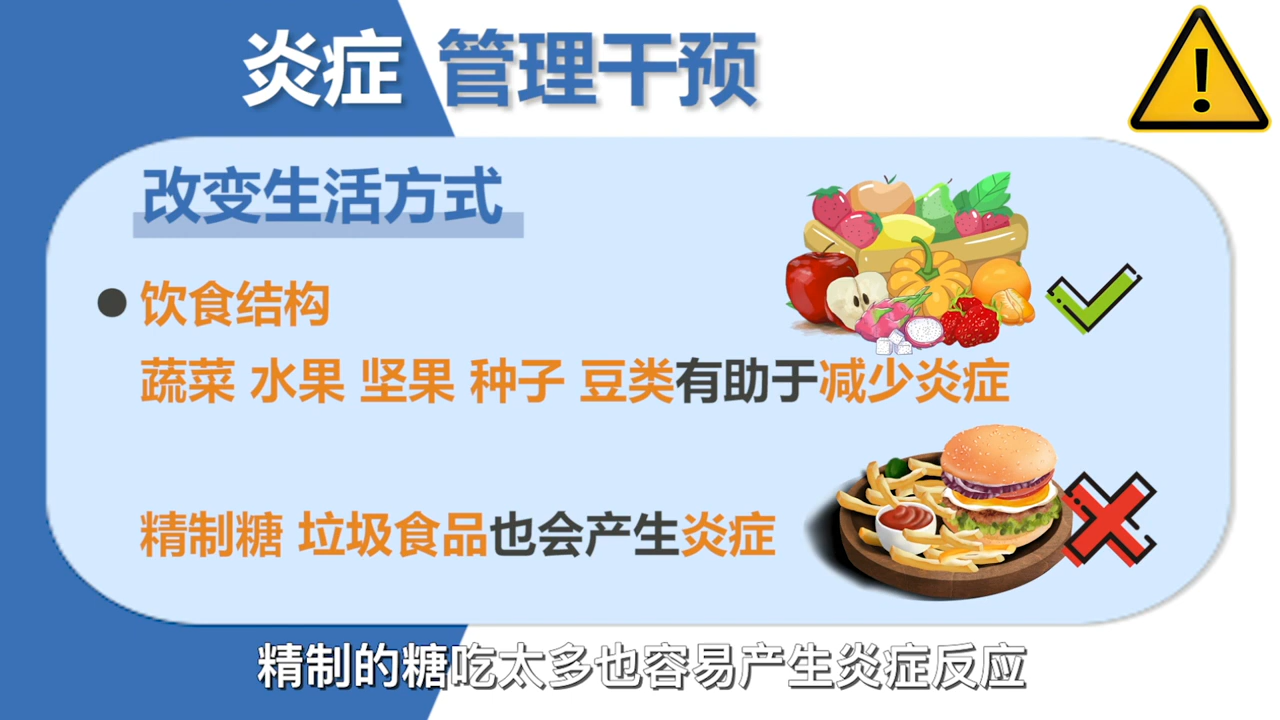 炎症 管理干预
改变生活方式
饮食结构
蔬菜 水果 坚果 种子 豆类有助于减少炎症
精制糖 垃圾食品也会产生炎症
精制的糖吃太多也容易产生炎症反应